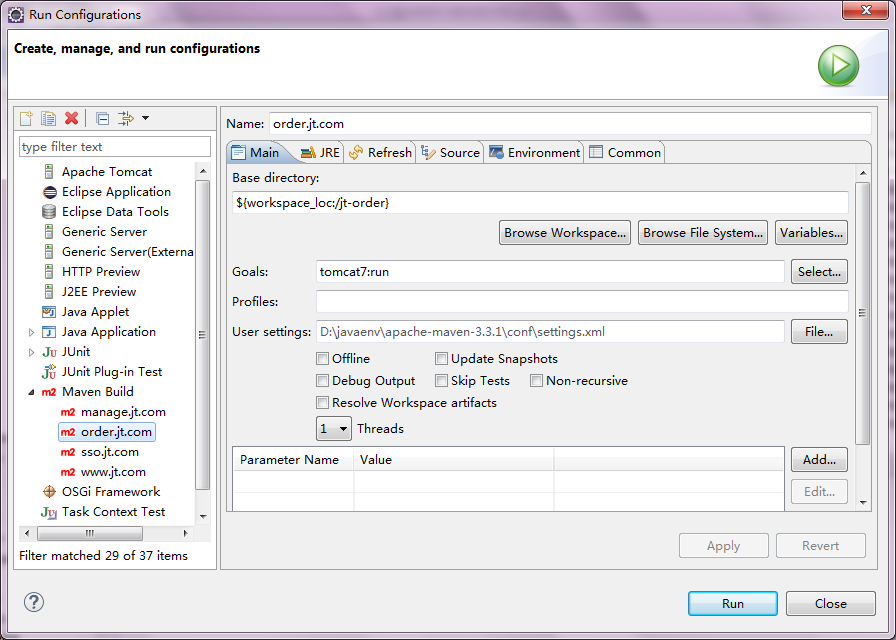 Run Configurations
Create, manage, and run configurations
type filter text
Apache Tomcat
Eclipse Application
Eclipse Data Tools
Generic Server
Generic Server(Externa
HTTP Preview
J2EE Preview
Java Applet
Java Application
JUnit
JUnit Plug-in Test
Maven Build
manage.jt.com
order.jt.com
sso.jt.com
www.jt.com
OSGi Framework
Task Context Test
Filter matched 29 of 37 items
Name: order.jt.com
Main JRE Refresh Source Environment Common
Base directory:
${workspace_loc:/jt-order}
Browse Workspace... Browse File System... Variables...
Goals: tomcat7:run Select...
Profiles:
User settings: D:\javaenv\apache-maven-3.3.1\conf\settings.xml File...
Offline Update Snapshots
Debug Output Skip Tests Non-recursive
Resolve Workspace artifacts
1 Threads
Parameter Name Value Add...
Edit...
Apply Revert
Run Close